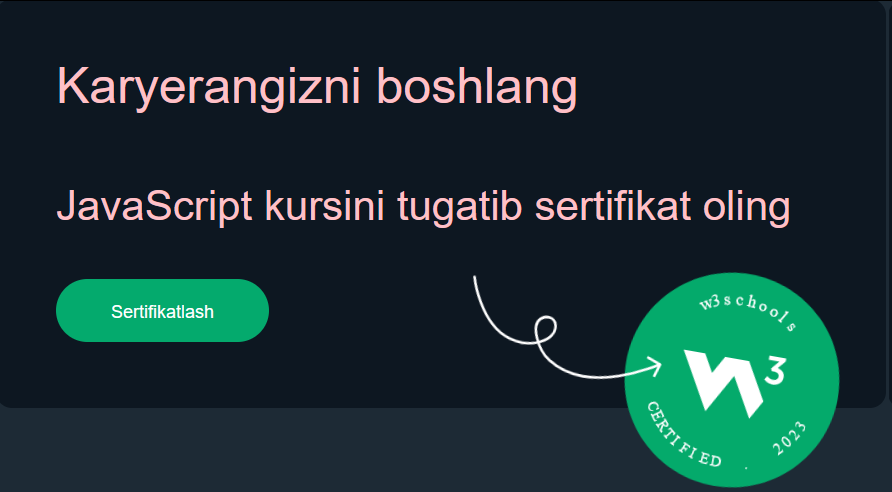 Karyerangizni boshlang
JavaScript kursini tugatib sertifikat oling
Sertifikatlash
w3schools
3
CERTIFIED . 2023